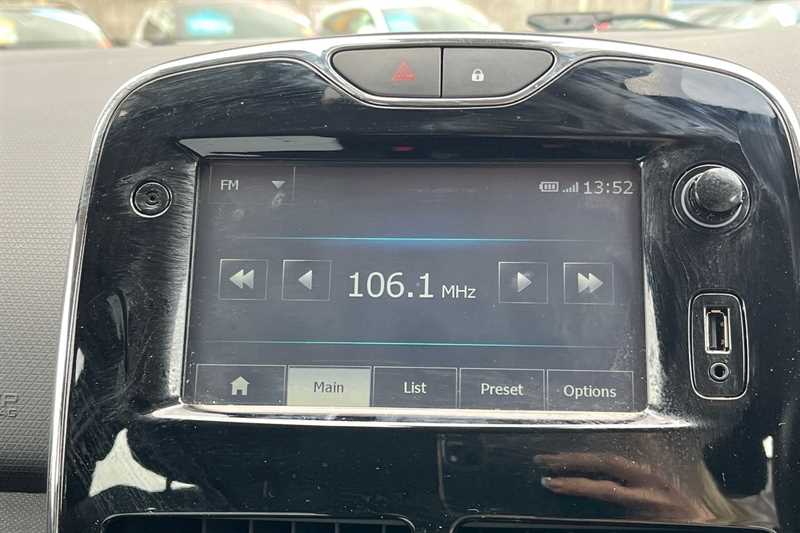 FM
13:52
106.1 MHz
Main
List
Preset
Options